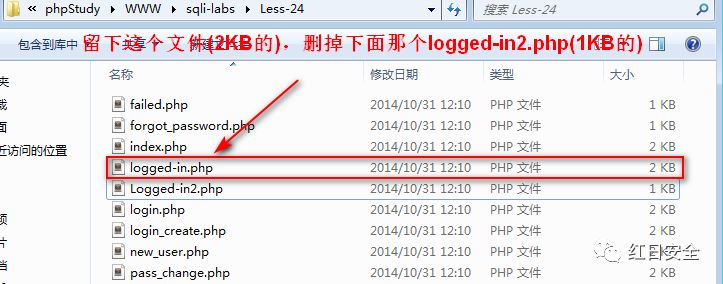 phpStudy ▸ WWW ▸ sqli-labs ▸ Less-24
搜索 Less-24
留下这个文件(2KB的)，删掉下面那个logged-in2.php(1KB的)
包含到库中
名称 修改日期 类型 大小
failed.php 2014/10/31 12:10 PHP 文件 1 KB
forgot_password.php 2014/10/31 12:10 PHP 文件 1 KB
index.php 2014/10/31 12:10 PHP 文件 2 KB
logged-in.php 2014/10/31 12:10 PHP 文件 2 KB
Logged-in2.php 2014/10/31 12:10 PHP 文件 1 KB
login.php 2014/10/31 12:10 PHP 文件 2 KB
login_create.php 2014/10/31 12:10 PHP 文件 2 KB
new_user.php 2014/10/31 12:10 PHP 文件
pass_change.php 2014/10/31 12:10 PHP 文件 2 KB
近访问的位置
面
载
频
片
档
红日安全